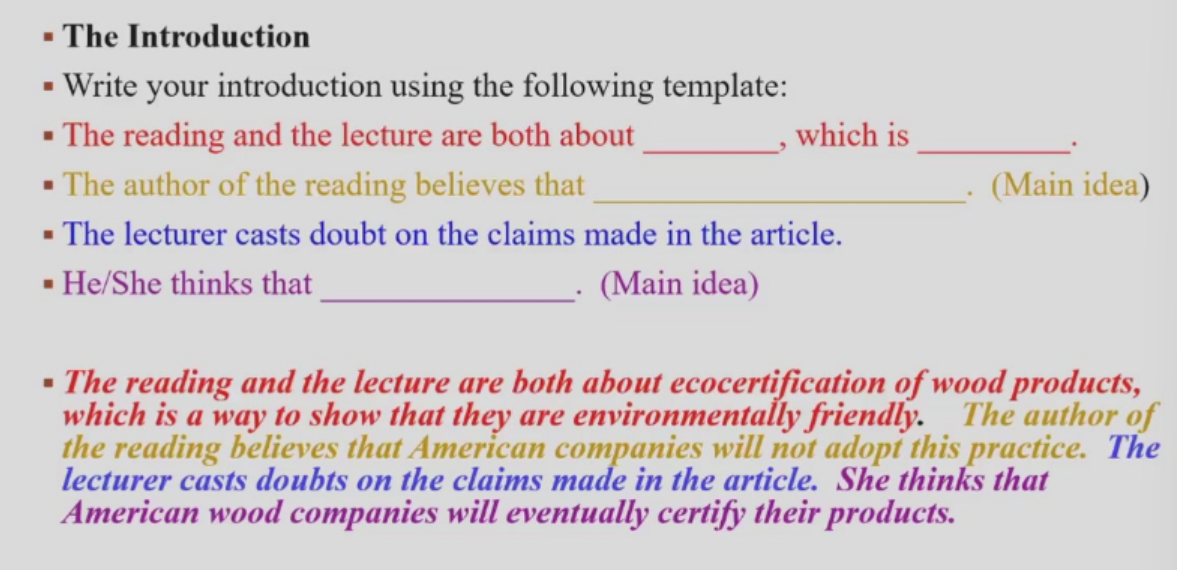 ▪ The Introduction
▪ Write your introduction using the following template:
▪ The reading and the lecture are both about ________, which is _________.
▪ The author of the reading believes that ______________________. (Main idea)
▪ The lecturer casts doubt on the claims made in the article.
▪ He/She thinks that _______________. (Main idea)
▪ The reading and the lecture are both about ecocertification of wood products,
which is a way to show that they are environmentally friendly. The author of
the reading believes that American companies will not adopt this practice. The
lecturer casts doubts on the claims made in the article. She thinks that
American wood companies will eventually certify their products.